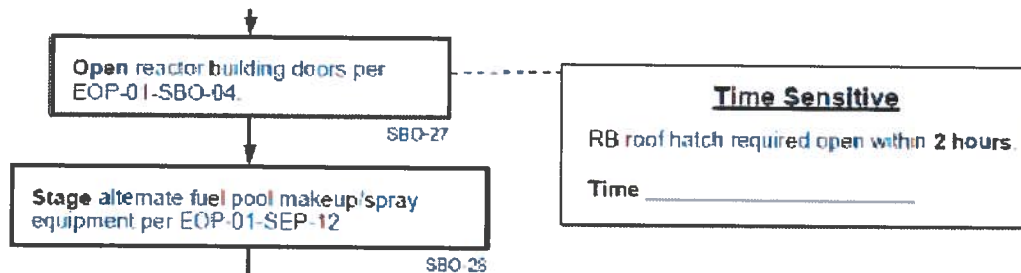 Open reactor building doors per
EOP-01-SBO-04.
SBO-27
Time Sensitive
RB roof hatch required open within 2 hours.
Time
Stage alternate fuel pool makeup/spray
equipment per EOP-01-SEP-12
SBO-28